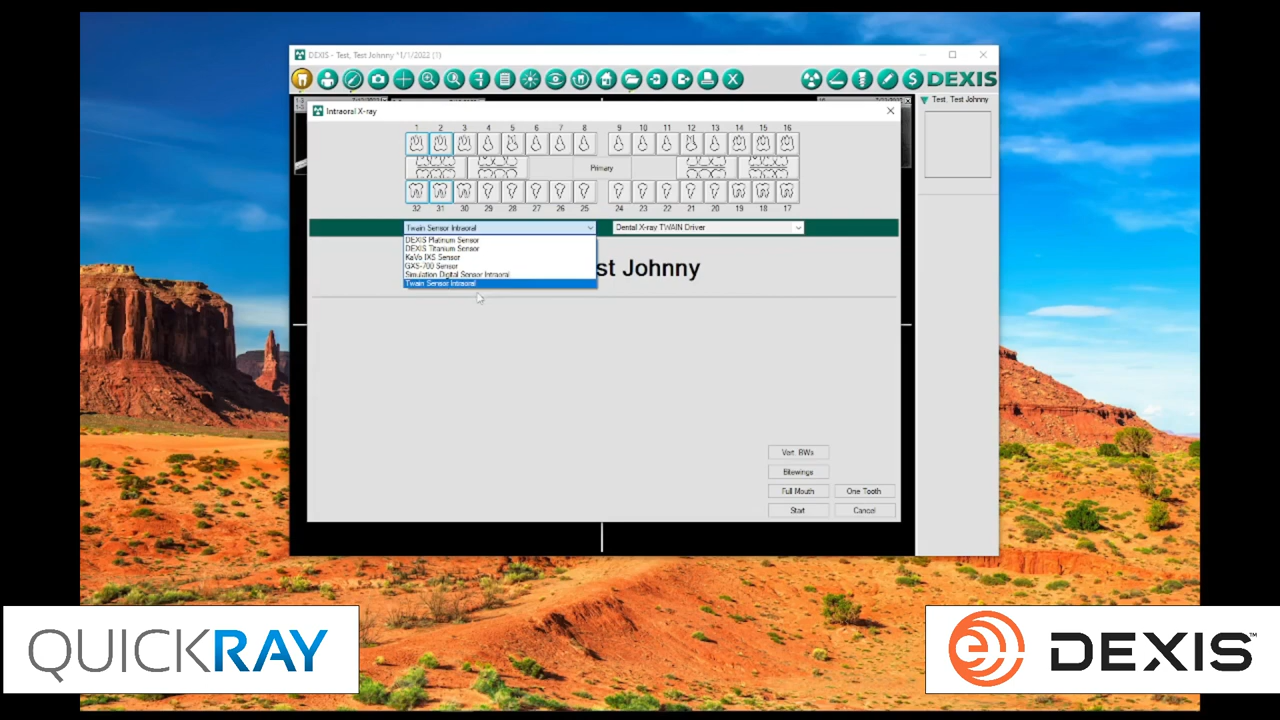 DEXIS - Test, Test Johnny *1/1/2022 (1)
DEXIS
Test, Test Johnny
Intraoral X-ray
1 2 3 4 5 6 7 8 9 10 11 12 13 14 15 16
Primary
32 31 30 29 28 27 26 25 24 23 22 21 20 19 18 17
Twain Sensor Intraoral
Dental X-ray TWAIN Driver
DEXIS Platinum Sensor
DEXIS Titanium Sensor
KaVo IXS Sensor
GXS-700 Sensor
Simulation Digital Sensor Intraoral
Twain Sensor Intraoral
st Johnny
Vert. BWs
Bitewings
Full Mouth
One Tooth
Start
Cancel
QUICKRAY
DEXIS™